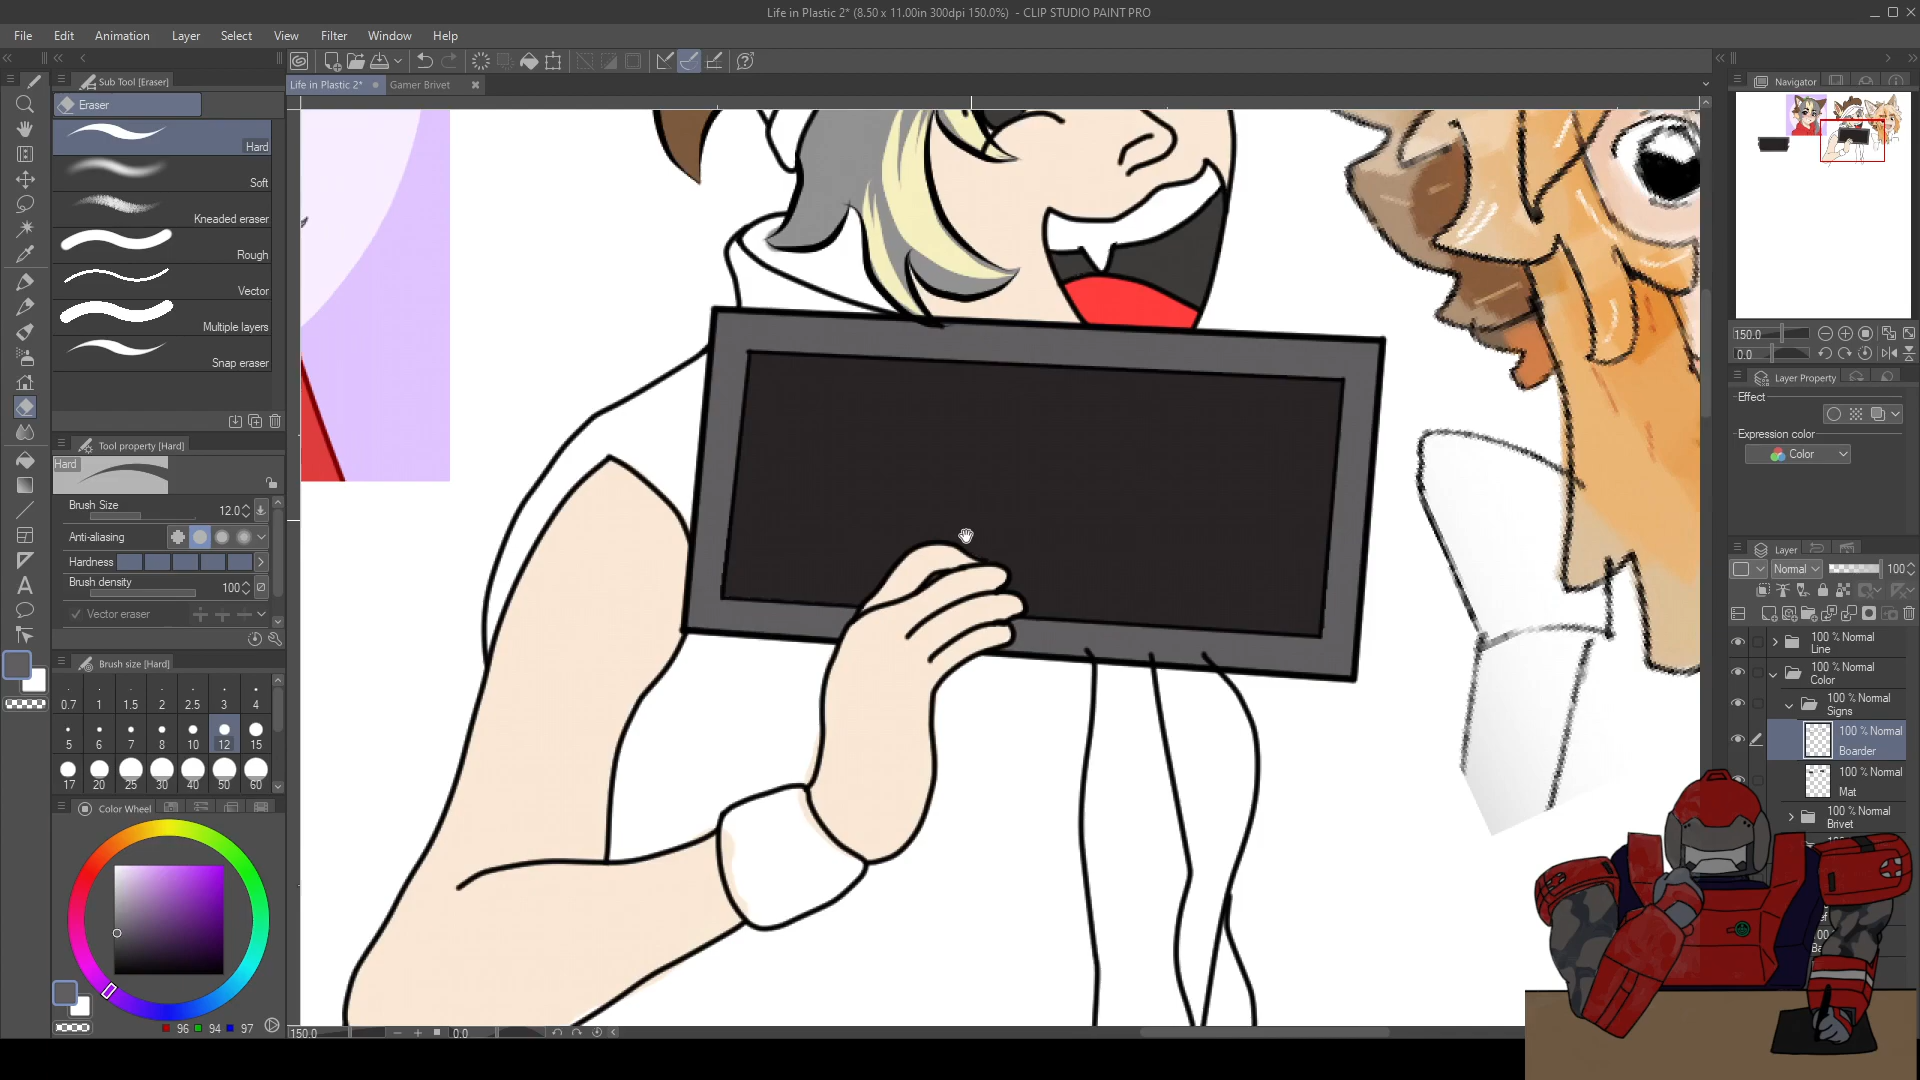 Life in Plastic 2* (8.50 x 11.00in 300dpi 150.0%) - CLIP STUDIO PAINT PRO
File Edit Animation Layer Select View Filter Window Help
Life in Plastic 2* Gamer Brivet
Sub Tool [Eraser]
Eraser
Hard
Soft
Kneaded eraser
Rough
Vector
Multiple layers
Snap eraser
Tool property [Hard]
Hard
Brush Size 12.0
Anti-aliasing
Hardness
Brush density 100
Vector eraser
Brush size [Hard]
0.7 1 1.5 2 2.5 3 4
5 6 7 8 10 12 15
17 20 25 30 40 50 60
Color Wheel
96 94 97
150.0 0.0
Navigator
150.0
0.0
Layer Property
Effect
Expression color
Color
Layer
Normal 100
100 % Normal
Line
100 % Normal
Color
100 % Normal
Signs
100 % Normal
Boarder
100 % Normal
Mat
100 % Normal
Brivet